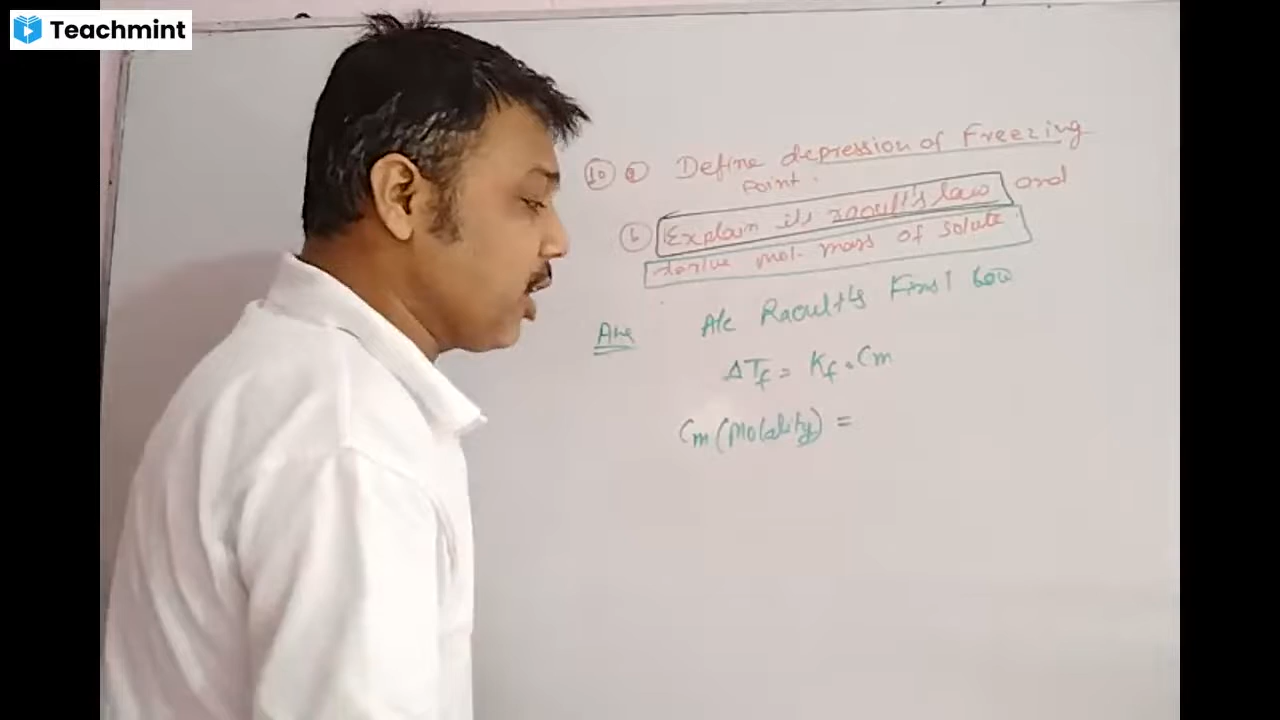 Teachmint
10 a Define depression of Freezing
Point.
b Explain its raoult's law and
derive mol. mass of solute
Ans A/c Raoult's First law
ΔTf = Kf . Cm
Cm (Molality) =